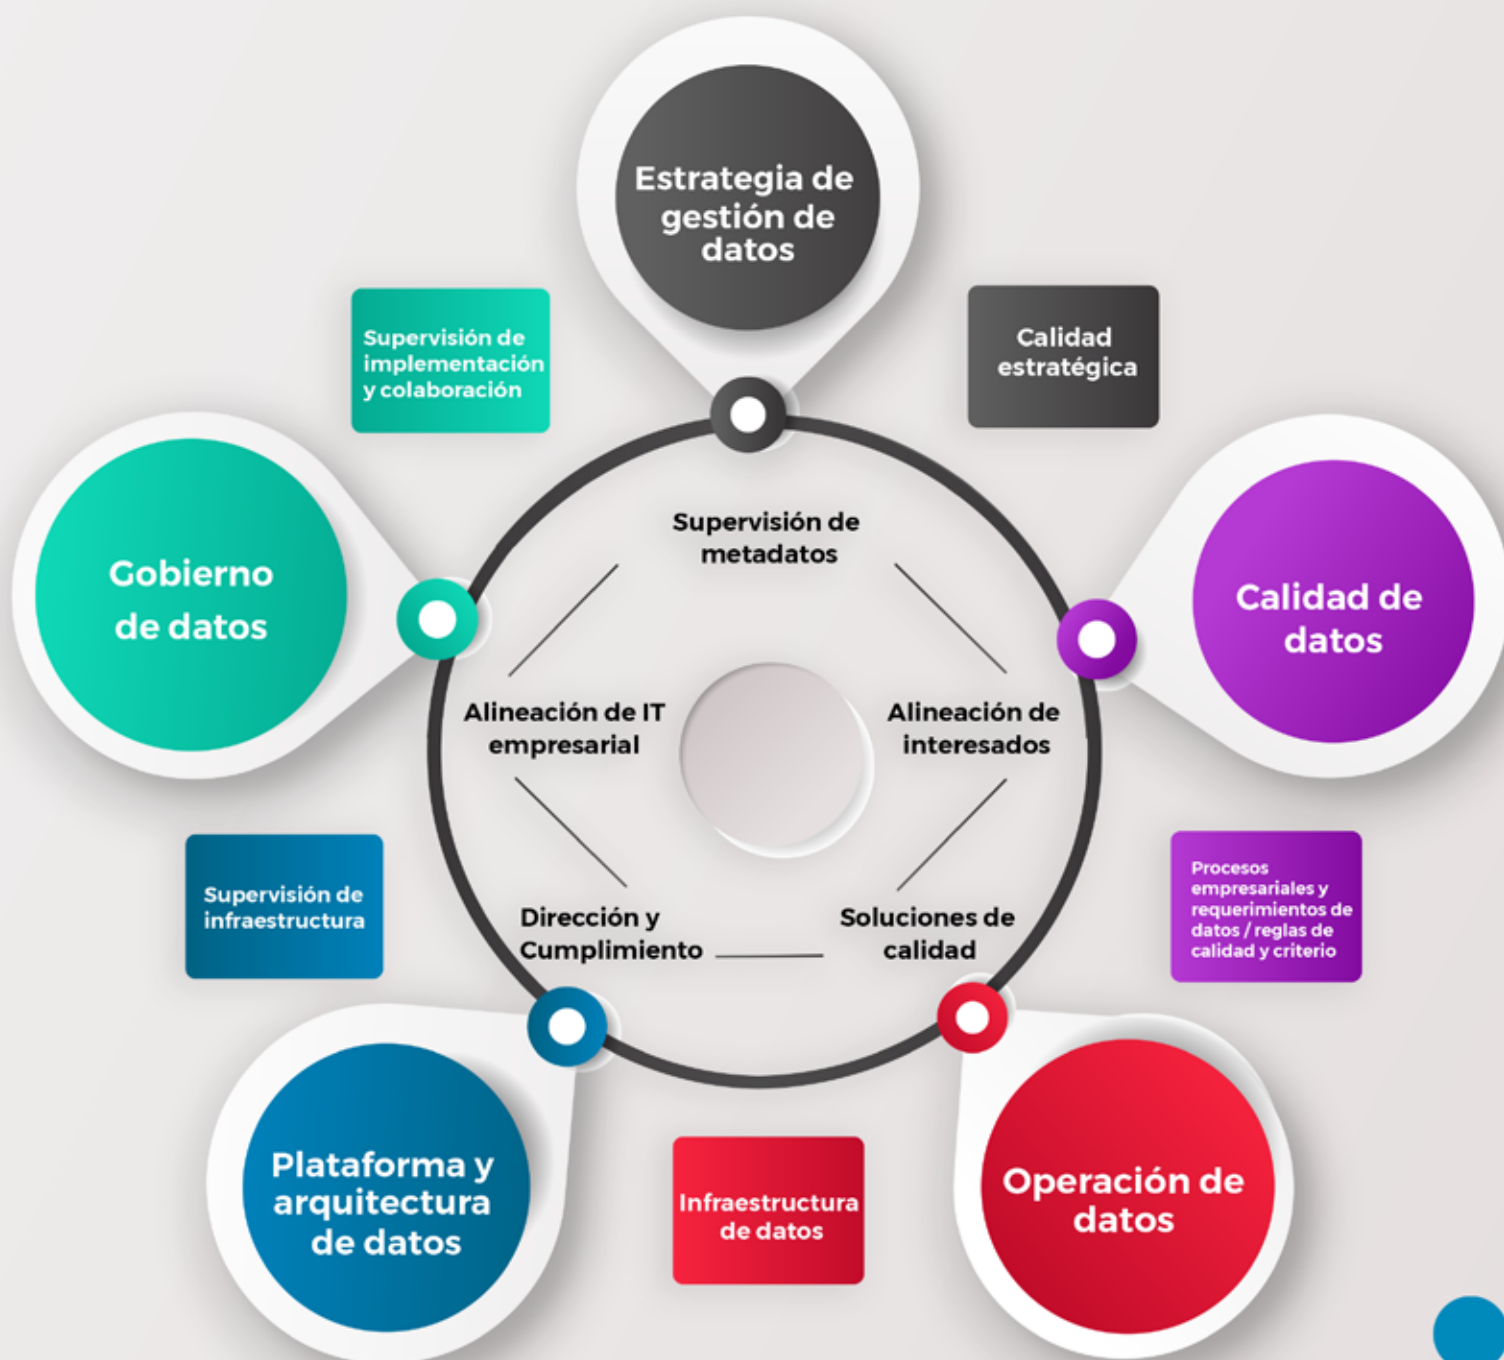 Estrategia de
gestión de
datos
Supervisión de
implementación
y colaboración
Calidad
estratégica
Gobierno
de datos
Calidad de
datos
Supervisión de
metadatos
Alineación de IT
empresarial
Alineación de
interesados
Dirección y
Cumplimiento
Soluciones de
calidad
Supervisión de
infraestructura
Procesos
empresariales y
requerimientos de
datos / reglas de
calidad y criterio
Plataforma y
arquitectura
de datos
Infraestructura
de datos
Operación de
datos